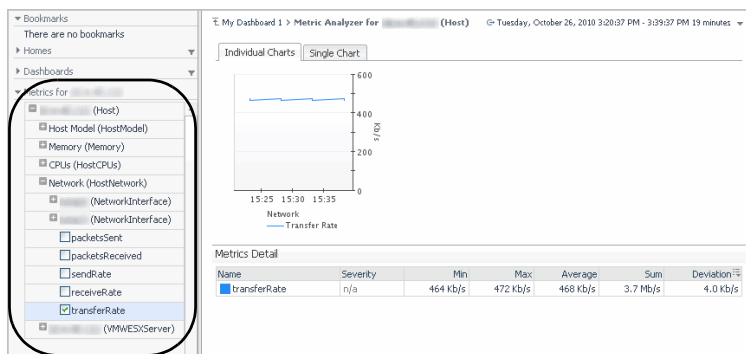 Bookmarks
There are no bookmarks
Homes
Dashboards
Metrics for
(Host)
Host Model (HostModel)
Memory (Memory)
CPUs (HostCPUs)
Network (HostNetwork)
(NetworkInterface)
(NetworkInterface)
packetsSent
packetsReceived
sendRate
receiveRate
transferRate
(VMWESXServer)
My Dashboard 1 > Metric Analyzer for (Host) Tuesday, October 26, 2010 3:20:37 PM - 3:39:37 PM 19 minutes
Individual Charts Single Chart
600
400
200
0
Kb/s
15:25 15:30 15:35
Network
Transfer Rate
Metrics Detail
Name Severity Min Max Average Sum Deviation
transferRate n/a 464 Kb/s 472 Kb/s 468 Kb/s 3.7 Mb/s 4.0 Kb/s